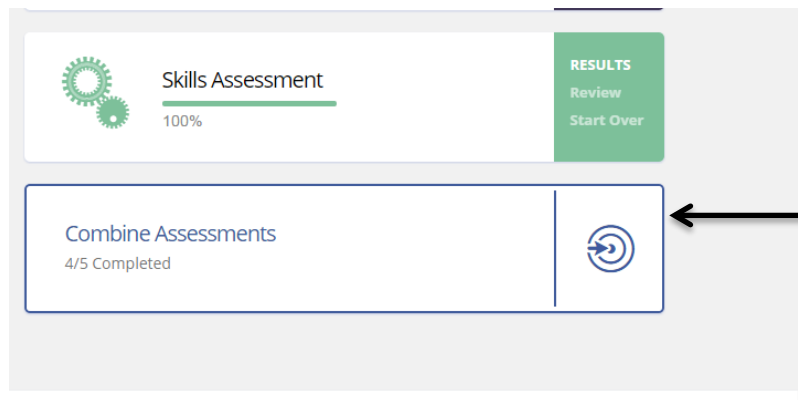 Skills Assessment
100%
RESULTS
Review
Start Over
Combine Assessments
4/5 Completed